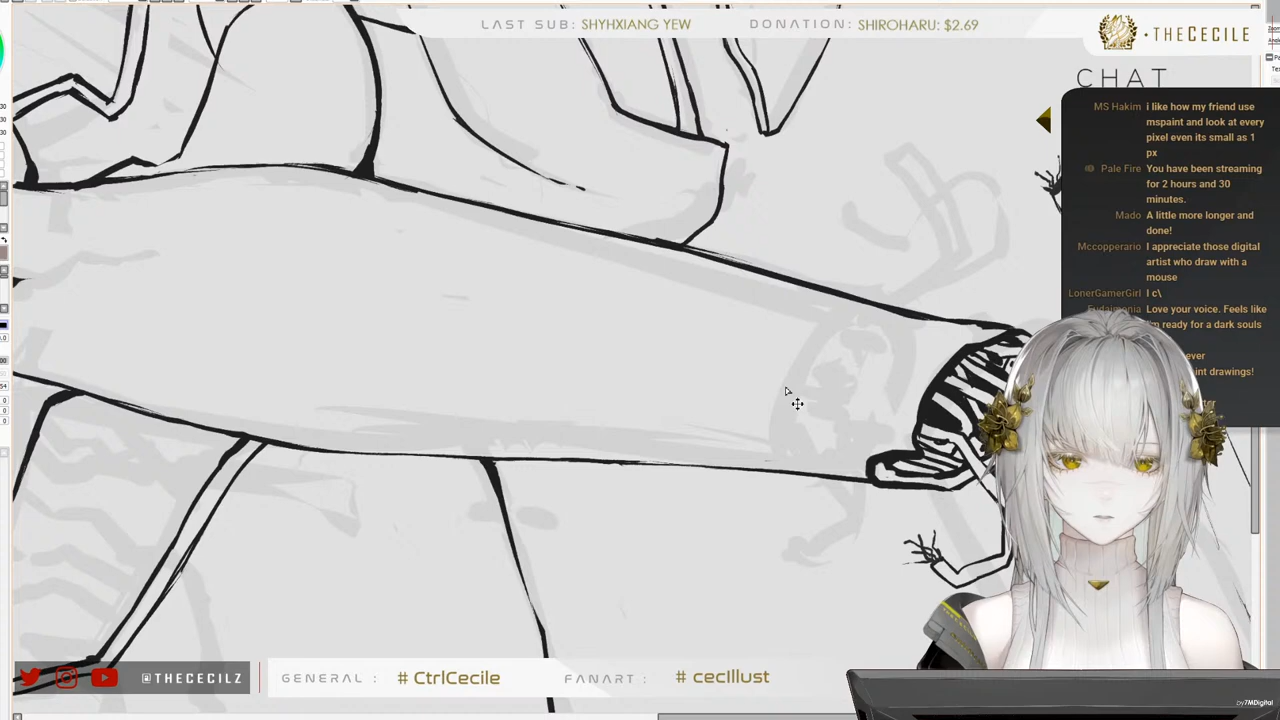 LAST SUB: SHYHXIANG YEW
DONATION: SHIROHARU: $2.69
THECECILE
CHAT
MS Hakim i like how my friend use
mspaint and look at every
pixel even its small as 1
px
Pale Fire You have been streaming
for 2 hours and 30
minutes.
Mado A little more longer and
done!
Mccopperario I appreciate those digital
artist who draw with a
mouse
LonerGamerGirl I c\
Eudaimonia Love your voice. Feels like
I'm ready for a dark souls
@THECECILZ
GENERAL : # CtrlCecile
FANART : # cecIllust
by7MDigital